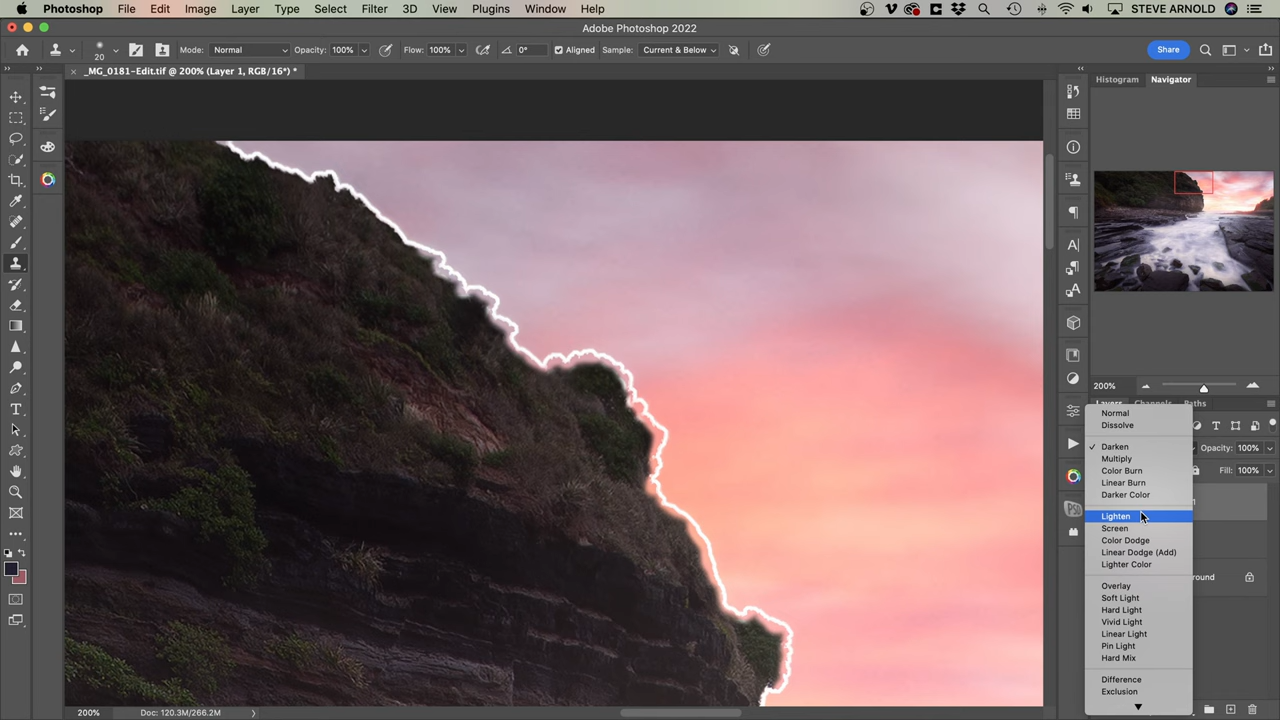 Photoshop File Edit Image Layer Type Select Filter 3D View Plugins Window Help STEVE ARNOLD
Adobe Photoshop 2022
20 Mode: Normal Opacity: 100% Flow: 100% 0° Aligned Sample: Current & Below Share
_MG_0181-Edit.tif @ 200% (Layer 1, RGB/16*) *
Histogram Navigator
200%
Layers Channels Paths
Normal
Dissolve
Darken Opacity: 100%
Multiply
Color Burn Fill: 100%
Linear Burn
Darker Color
Lighten
Screen
Color Dodge
Linear Dodge (Add)
Lighter Color
round
Overlay
Soft Light
Hard Light
Vivid Light
Linear Light
Pin Light
Hard Mix
Difference
Exclusion
200% Doc: 120.3M/266.2M